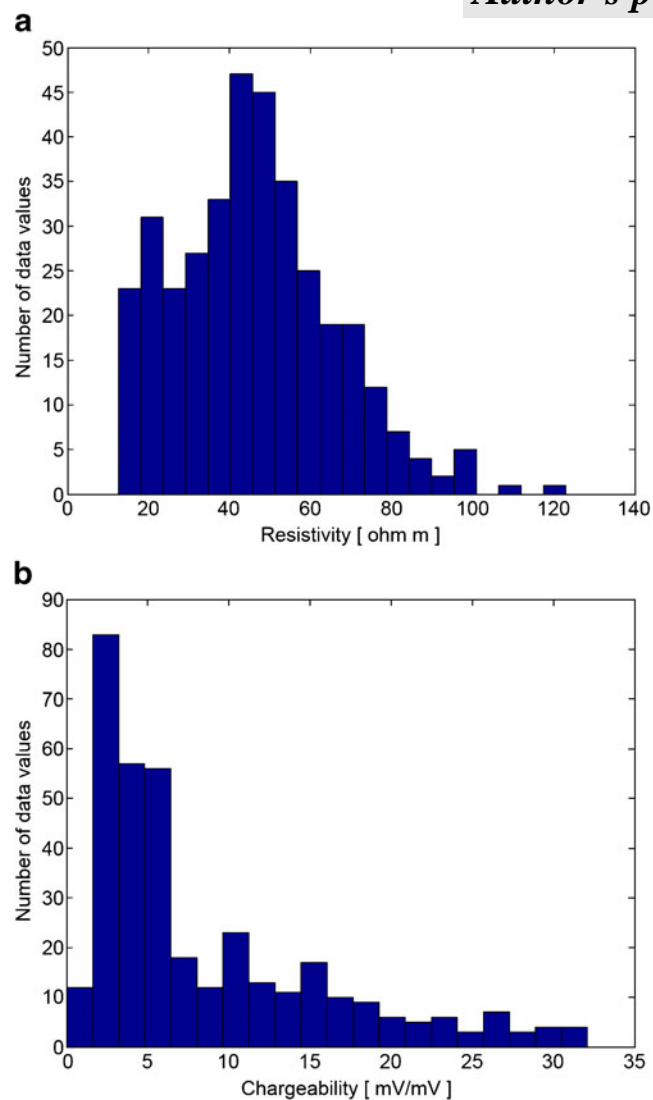 Author's p
a
50
45
40
35
30
25
20
15
10
5
0
Number of data values
0 20 40 60 80 100 120 140
Resistivity [ ohm m ]
b
90
80
70
60
50
40
30
20
10
0
Number of data values
0 5 10 15 20 25 30 35
Chargeability [ mV/mV ]